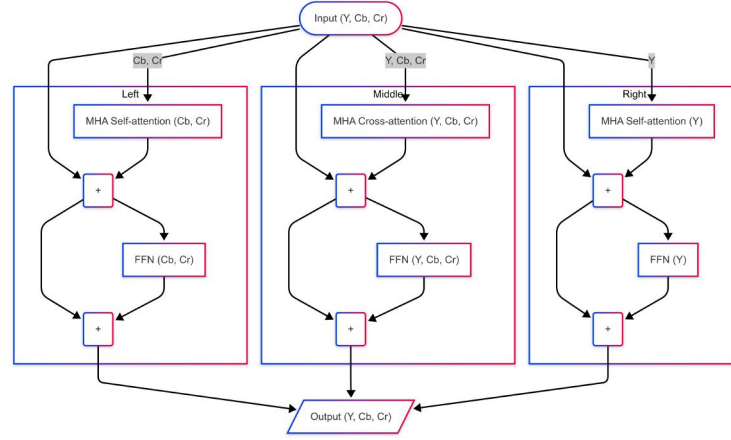 Input (Y, Cb, Cr)
Cb, Cr
Y, Cb, Cr
Y
Left
Middle
Right
MHA Self-attention (Cb, Cr)
MHA Cross-attention (Y, Cb, Cr)
MHA Self-attention (Y)
+
+
+
FFN (Cb, Cr)
FFN (Y, Cb, Cr)
FFN (Y)
+
+
+
Output (Y, Cb, Cr)